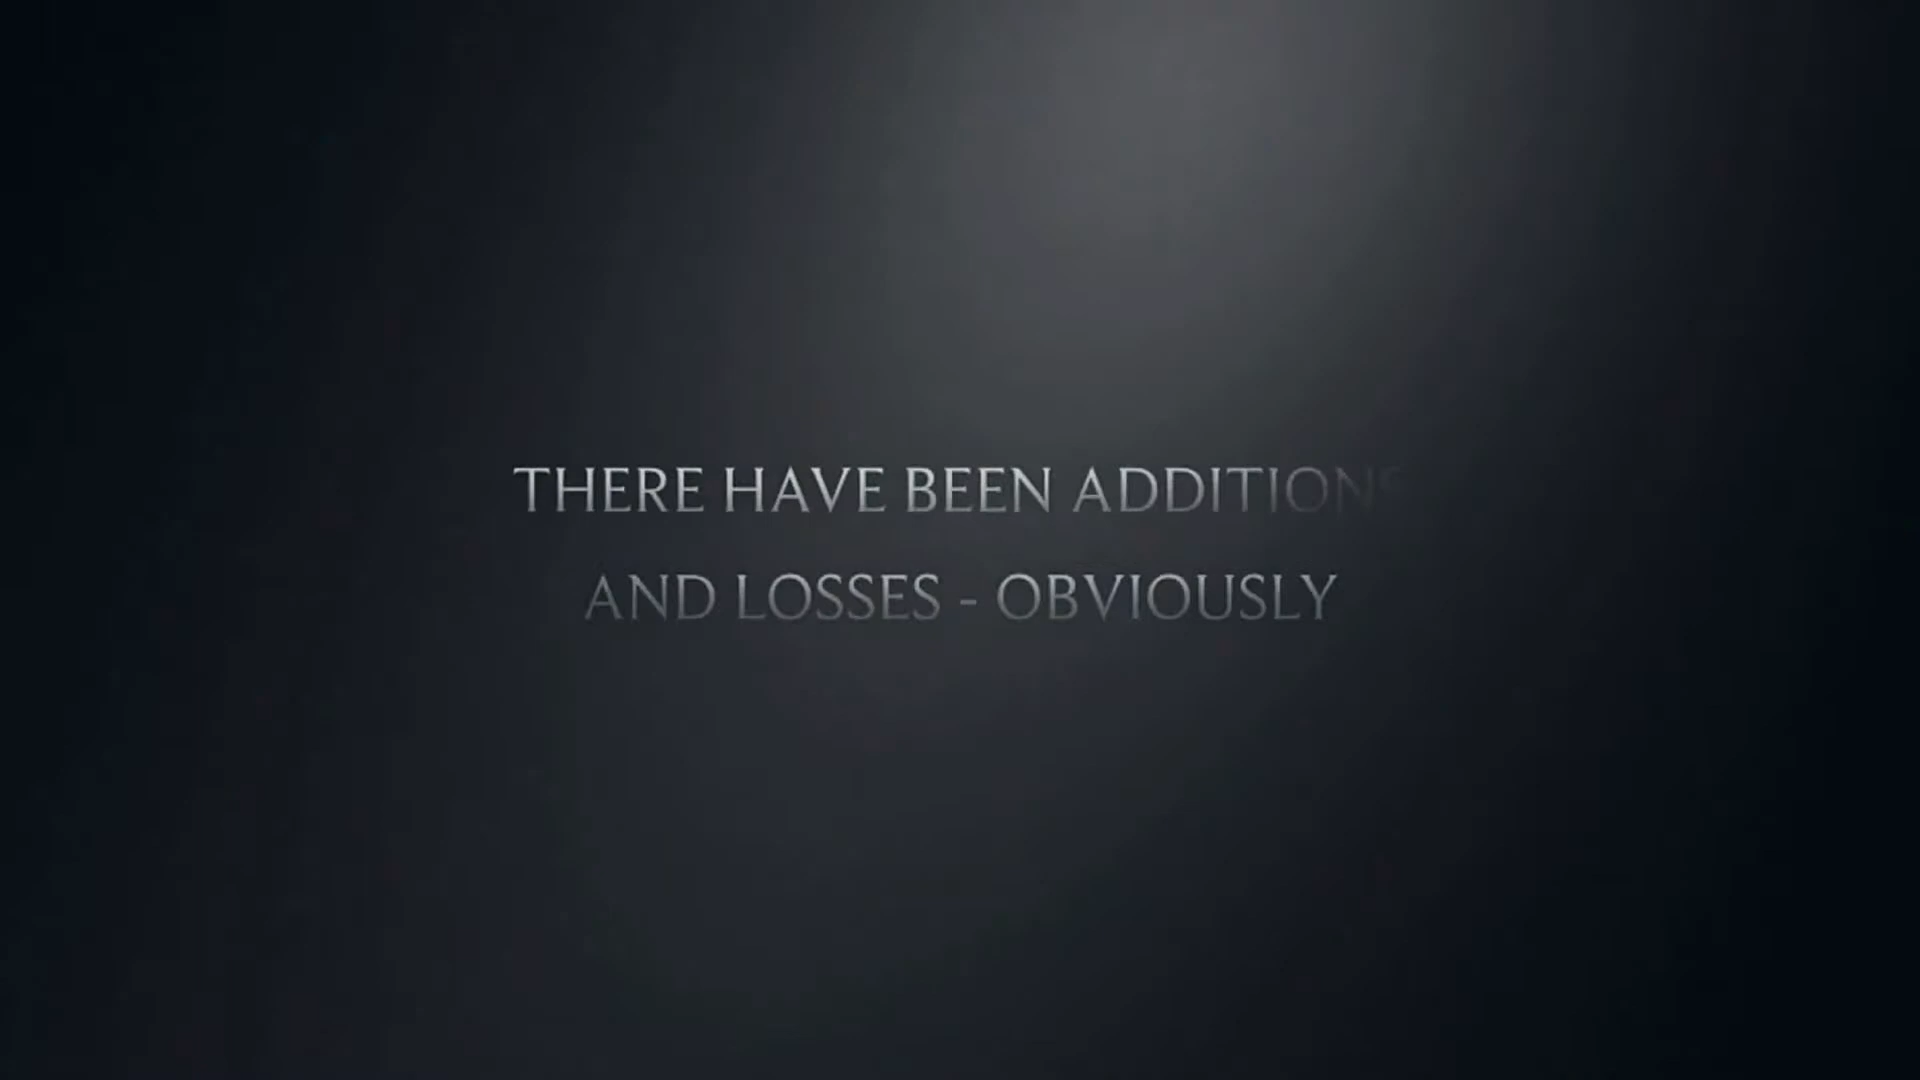 THERE HAVE BEEN ADDITIONS
AND LOSSES - OBVIOUSLY